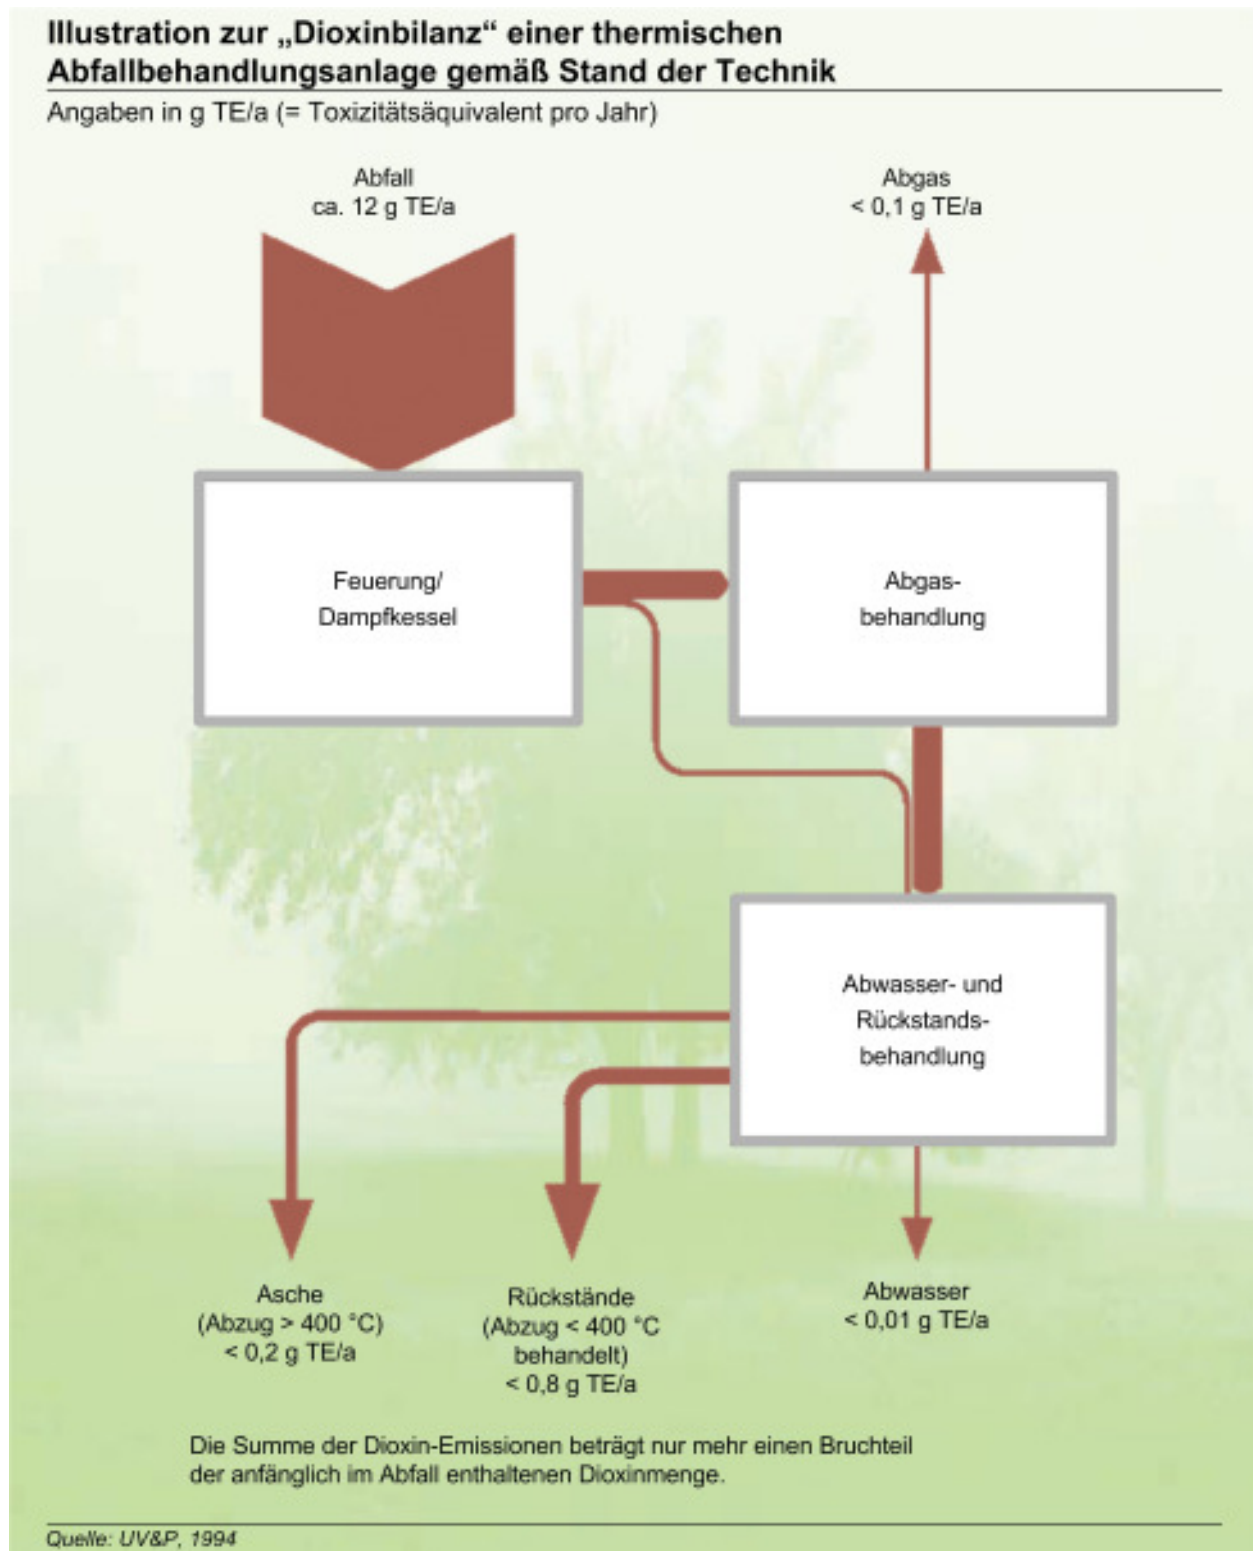 Illustration zur „Dioxinbilanz“ einer thermischen
Abfallbehandlungsanlage gemäß Stand der Technik
Angaben in g TE/a (= Toxizitätsäquivalent pro Jahr)
Abfall
ca. 12 g TE/a
Abgas
< 0,1 g TE/a
Feuerung/
Dampfkessel
Abgas-
behandlung
Abwasser- und
Rückstands-
behandlung
Asche
(Abzug > 400 °C)
< 0,2 g TE/a
Rückstände
(Abzug < 400 °C
behandelt)
< 0,8 g TE/a
Abwasser
< 0,01 g TE/a
Die Summe der Dioxin-Emissionen beträgt nur mehr einen Bruchteil
der anfänglich im Abfall enthaltenen Dioxinmenge.
Quelle: UV&P, 1994